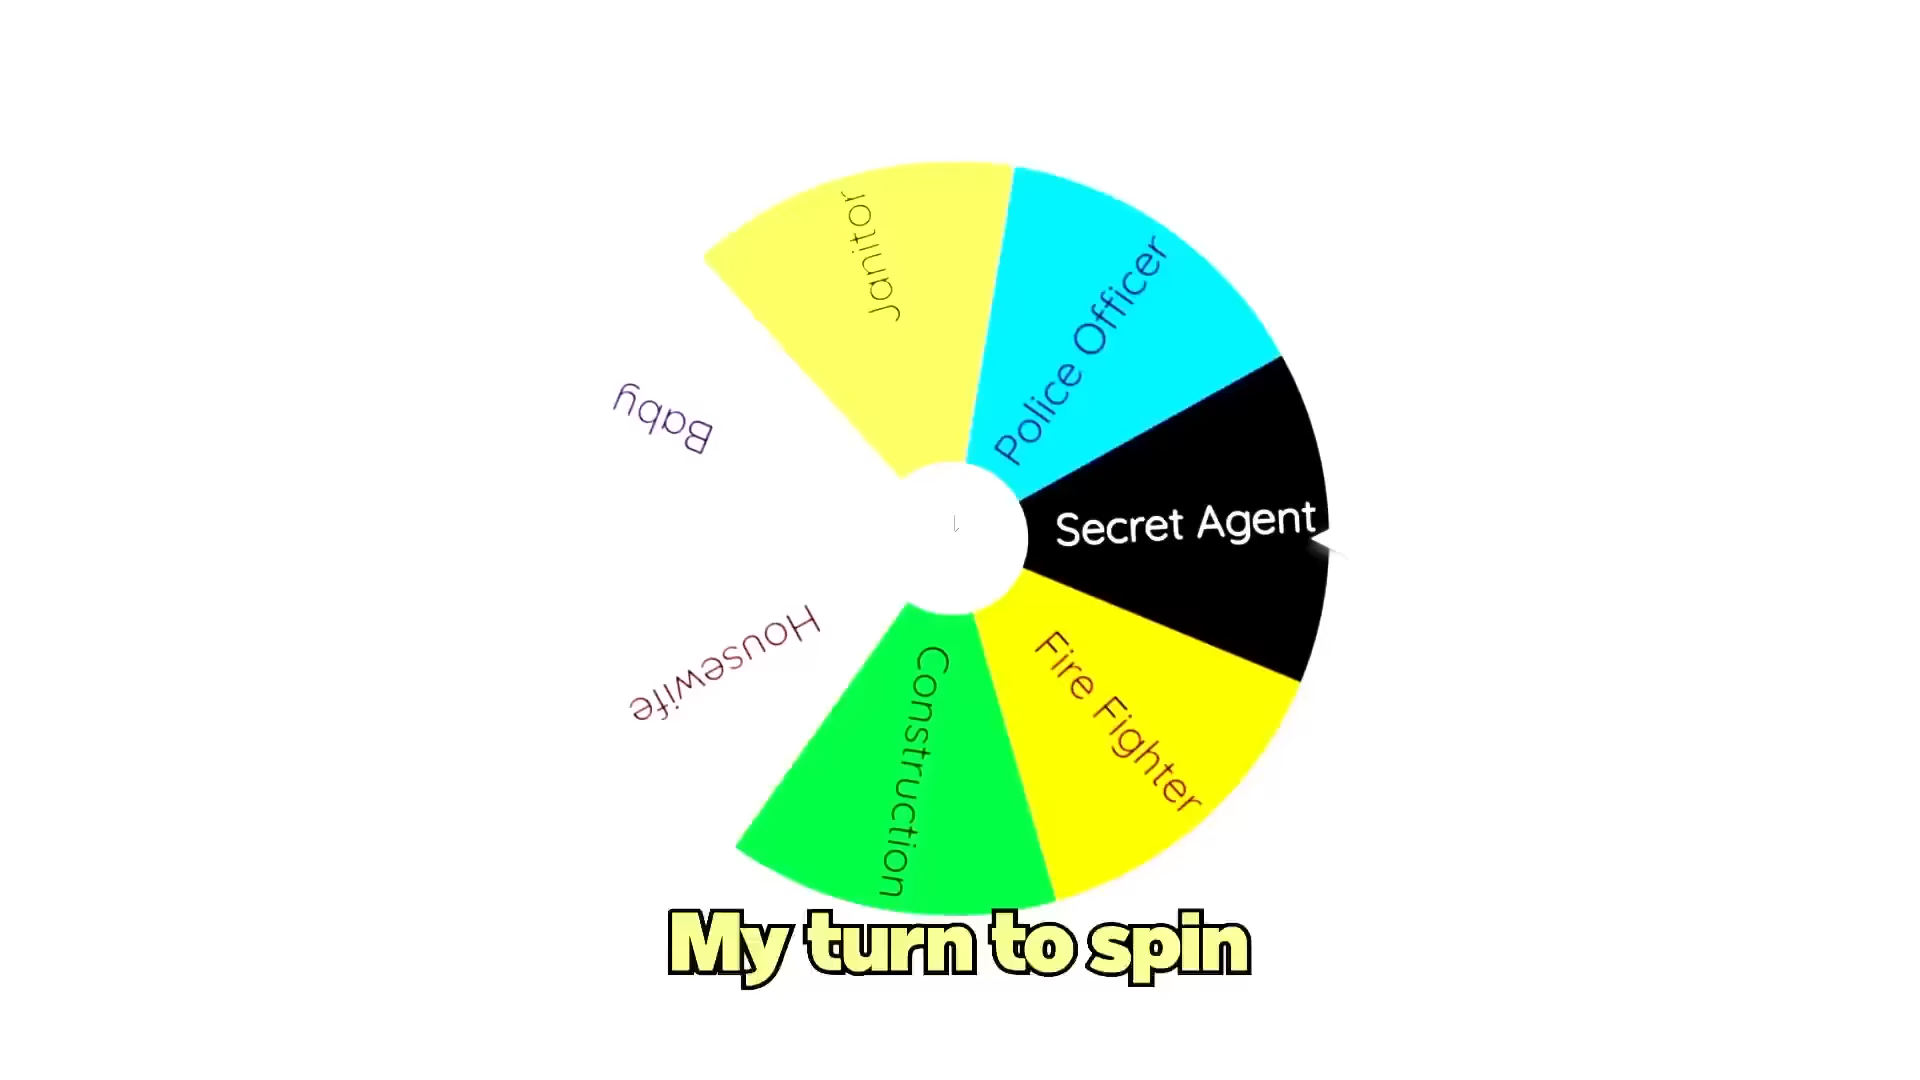 Janitor
Police Officer
Baby
Secret Agent
Housewife
Fire Fighter
Construction
My turn to spin